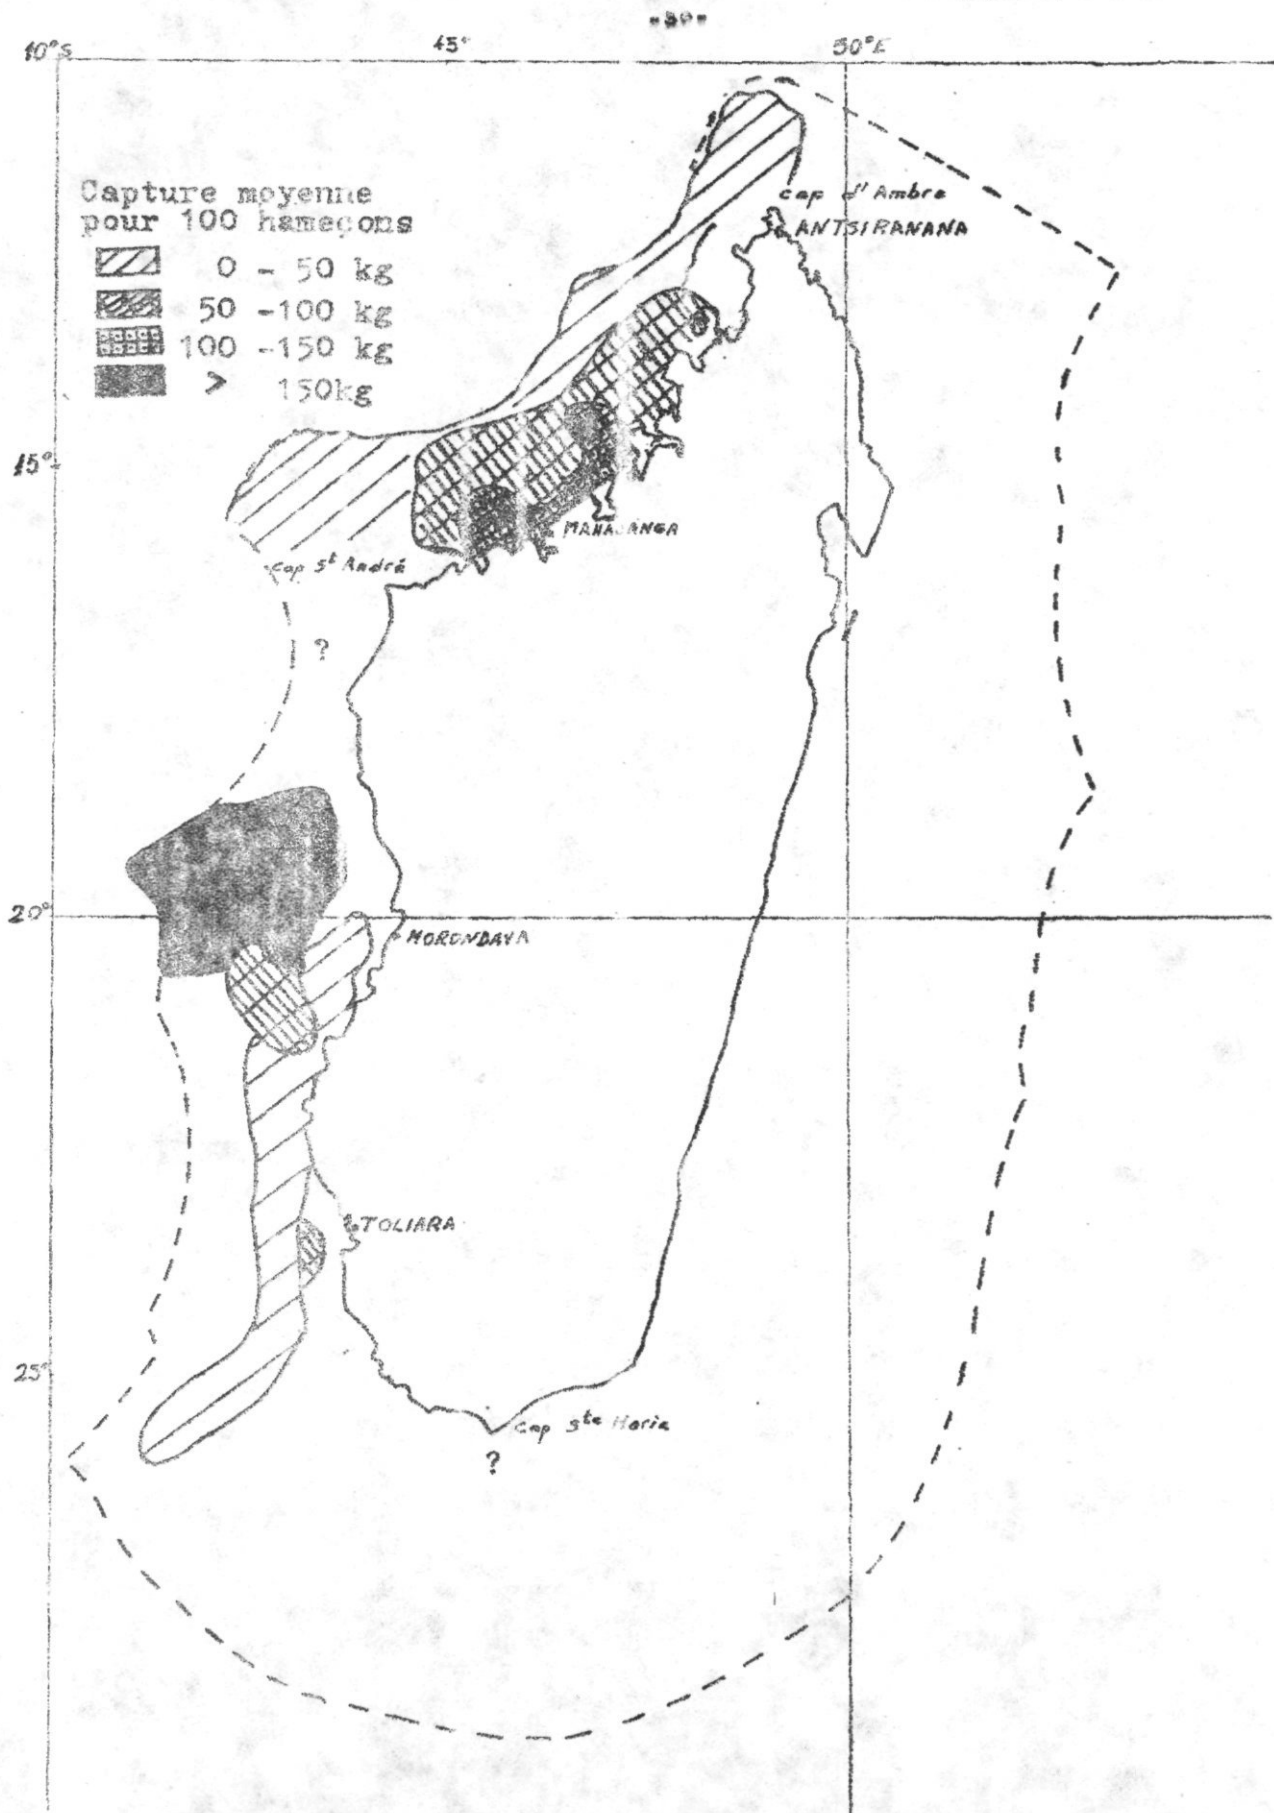 10°S
45°
50°E
Capture moyenne
pour 100 hameçons
0 - 50 kg
50 -100 kg
100 -150 kg
> 150kg
cap d'Ambre
ANTSIRANANA
15°
MAHAJANGA
cap St André
?
20°
MORONDAVA
TOLIARA
25°
Cap Ste Marie
?